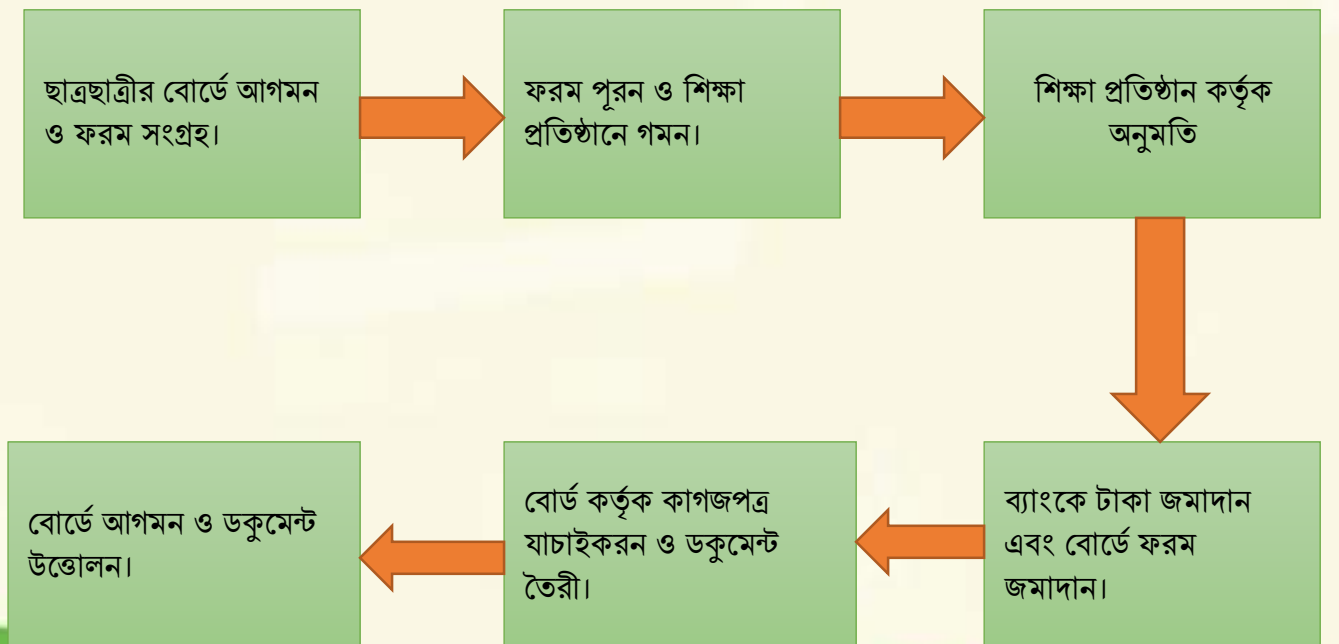 ছাত্রছাত্রীর বোর্ডে আগমন
ও ফরম সংগ্রহ।
ফরম পূরন ও শিক্ষা
প্রতিষ্ঠানে গমন।
শিক্ষা প্রতিষ্ঠান কর্তৃক
অনুমতি
ব্যাংকে টাকা জমাদান
এবং বোর্ডে ফরম
জমাদান।
বোর্ড কর্তৃক কাগজপত্র
যাচাইকরন ও ডকুমেন্ট
তৈরী।
বোর্ডে আগমন ও ডকুমেন্ট
উত্তোলন।